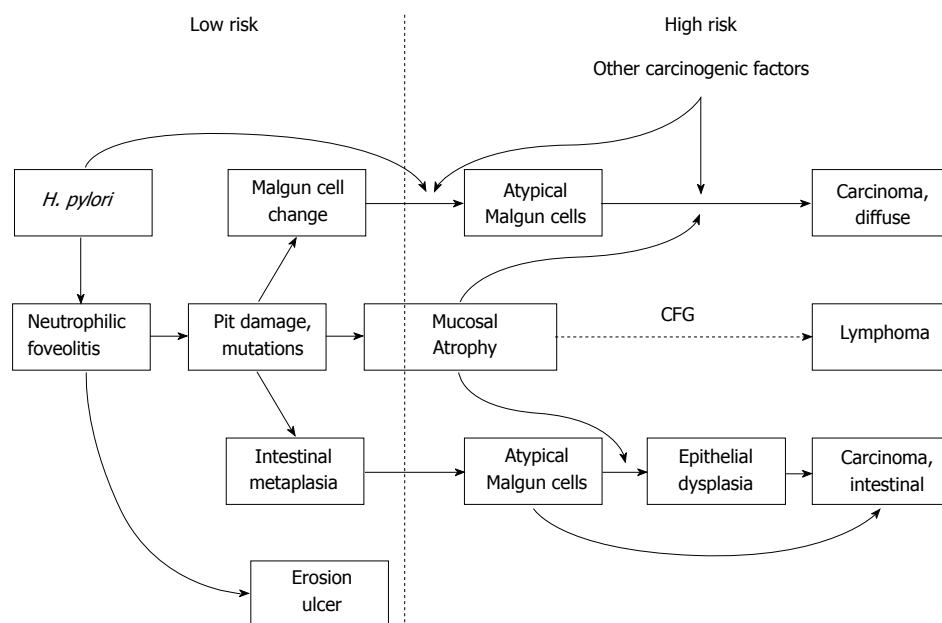 Low risk
High risk
Other carcinogenic factors
H. pylori
Malgun cell
change
Atypical
Malgun cells
Carcinoma,
diffuse
Neutrophilic
foveolitis
Pit damage,
mutations
Mucosal
Atrophy
CFG
Lymphoma
Intestinal
metaplasia
Atypical
Malgun cells
Epithelial
dysplasia
Carcinoma,
intestinal
Erosion
ulcer